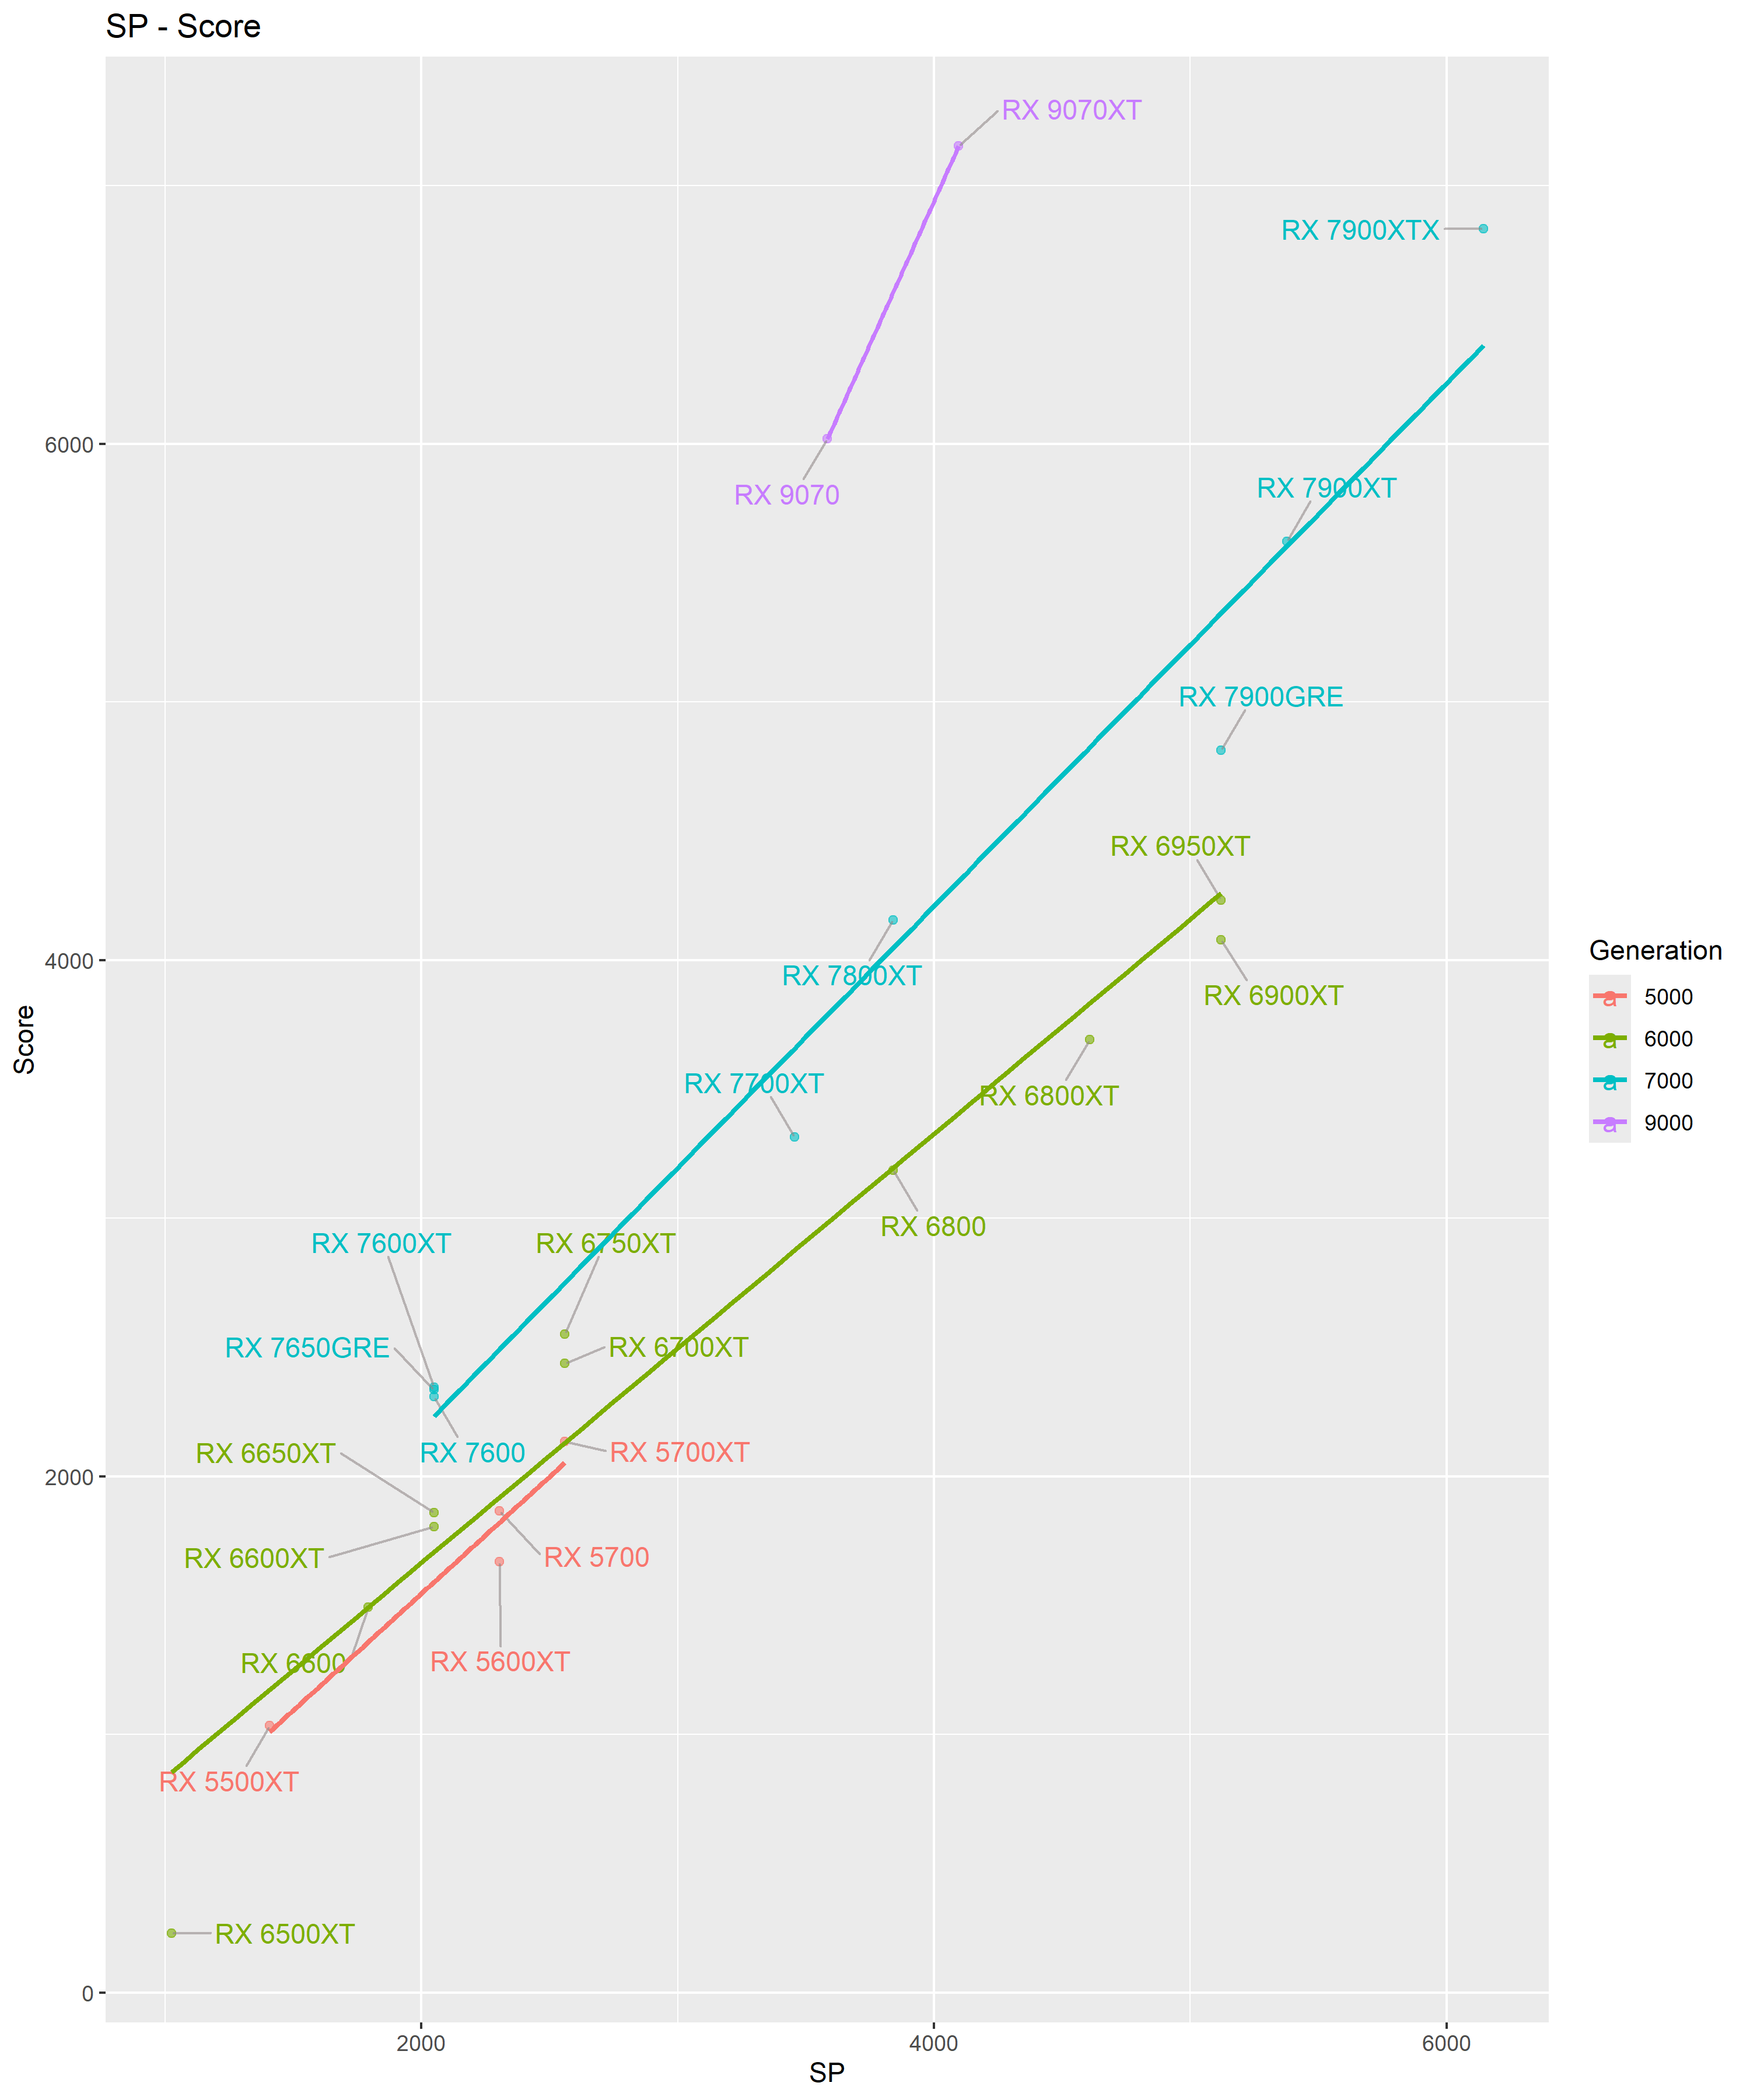 SP - Score
RX 9070XT
RX 7900XTX
6000
RX 7900XT
RX 9070
RX 7900GRE
RX 6950XT
Generation
4000
RX 7800XT
RX 6900XT
a 5000
a 6000
Score
RX 7700XT
a 7000
RX 6800XT
a 9000
RX 6800
RX 7600XT
RX 6750XT
RX 7650GRE
RX 6700XT
RX 6650XT
RX 7600
RX 5700XT
2000
RX 6600XT
RX 5700
RX 6600
RX 5600XT
RX 5500XT
RX 6500XT
0
2000 4000 6000
SP